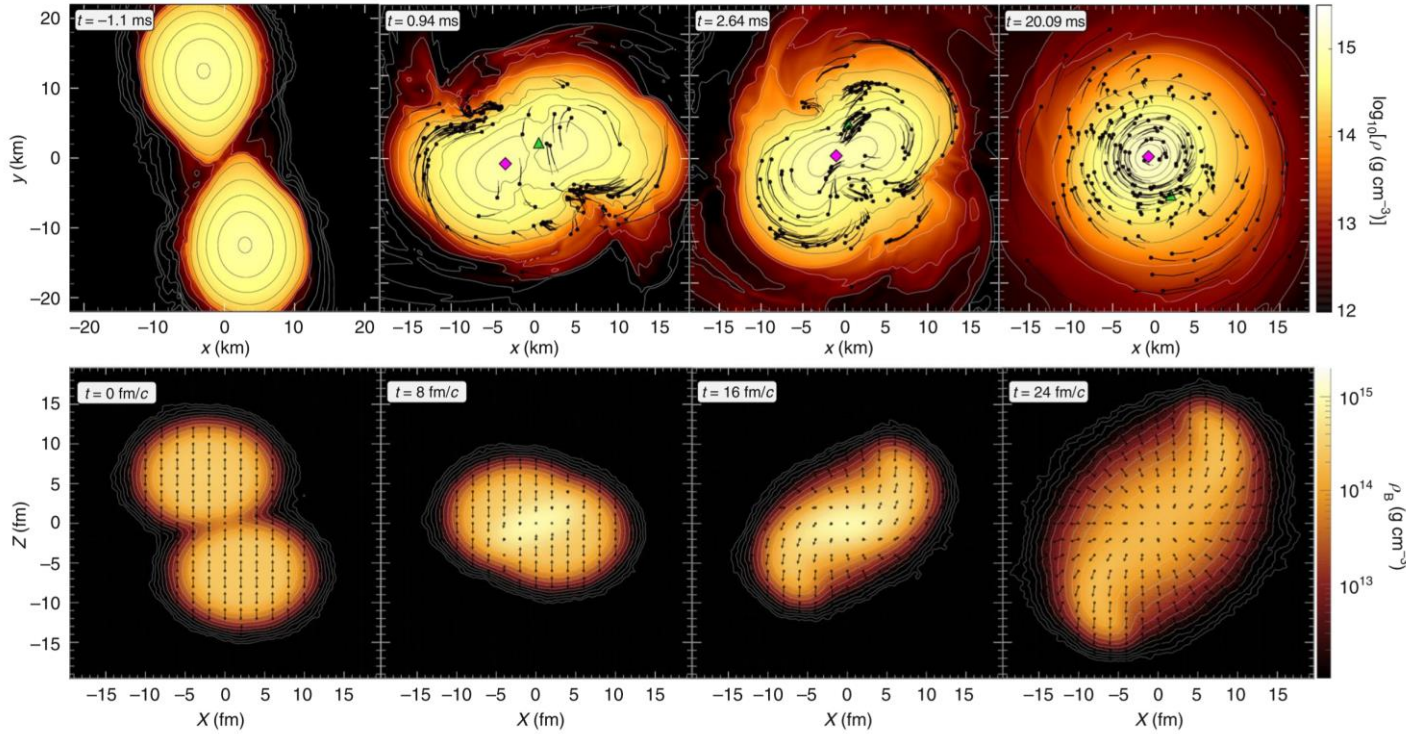 t = −1.1 ms
t = 0.94 ms
t = 2.64 ms
t = 20.09 ms
20
10
0
−10
−20
y (km)
−20 −10 0 10 20
−15 −10 −5 0 5 10 15
−15 −10 −5 0 5 10 15
−15 −10 −5 0 5 10 15
x (km)
x (km)
x (km)
x (km)
15
14
13
12
log₁₀[ρ (g cm⁻³)]
t = 0 fm/c
t = 8 fm/c
t = 16 fm/c
t = 24 fm/c
15
10
5
0
−5
−10
−15
Z (fm)
−15 −10 −5 0 5 10 15
−15 −10 −5 0 5 10 15
−15 −10 −5 0 5 10 15
−15 −10 −5 0 5 10 15
X (fm)
X (fm)
X (fm)
X (fm)
10¹⁵
10¹⁴
10¹³
ρB (g cm⁻³)